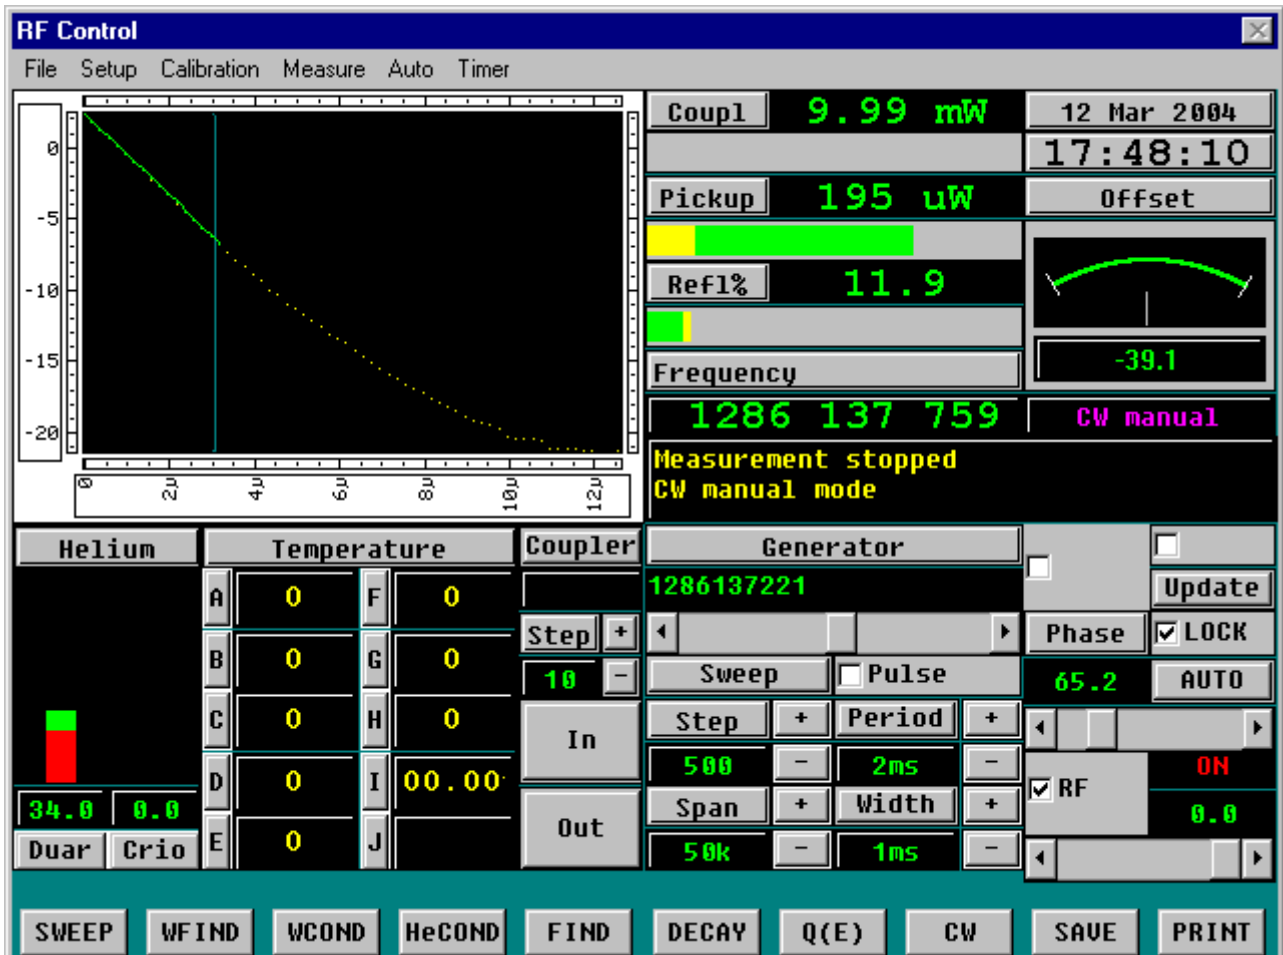 RF Control
File Setup Calibration Measure Auto Timer
0
-5
-10
-15
-20
0 2µ 4µ 6µ 8µ 10µ 12µ
Coupl 9.99 mW
12 Mar 2004
17:48:10
Pickup 195 uW
Offset
Refl% 11.9
-39.1
Frequency
1286 137 759
CW manual
Measurement stopped
CW manual mode
Helium
34.0 0.0
Duar Crio
Temperature
A 0 F 0
B 0 G 0
C 0 H 0
D 0 I 00.00
E 0 J
Coupler
Step +
10 -
In
Out
Generator
1286137221
Sweep Pulse
Step + Period +
500 - 2ms -
Span + Width +
50k - 1ms -
Update
Phase LOCK
65.2 AUTO
RF ON
0.0
SWEEP WFIND WCOND HeCOND FIND DECAY Q(E) CW SAVE PRINT